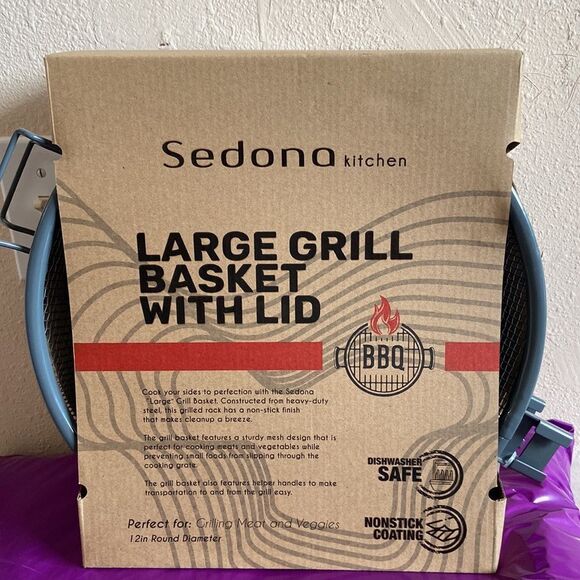 Sedona kitchen
LARGE GRILL
BASKET
WITH LID
BBQ
Cook your sides to perfection with the Sedona
"Large" Grill Basket. Constructed from heavy-duty
steel, this grilled rack has a non-stick finish
that makes cleanup a breeze.
The grill basket features a sturdy mesh design that is
perfect for cooking meats and vegetables while
preventing small foods from slipping through the
cooking grate.
The grill basket also features helper handles to make
transportation to and from the grill easy.
DISHWASHER
SAFE
NONSTICK
COATING
Perfect for: Grilling Meat and Veggies
12in Round Diameter